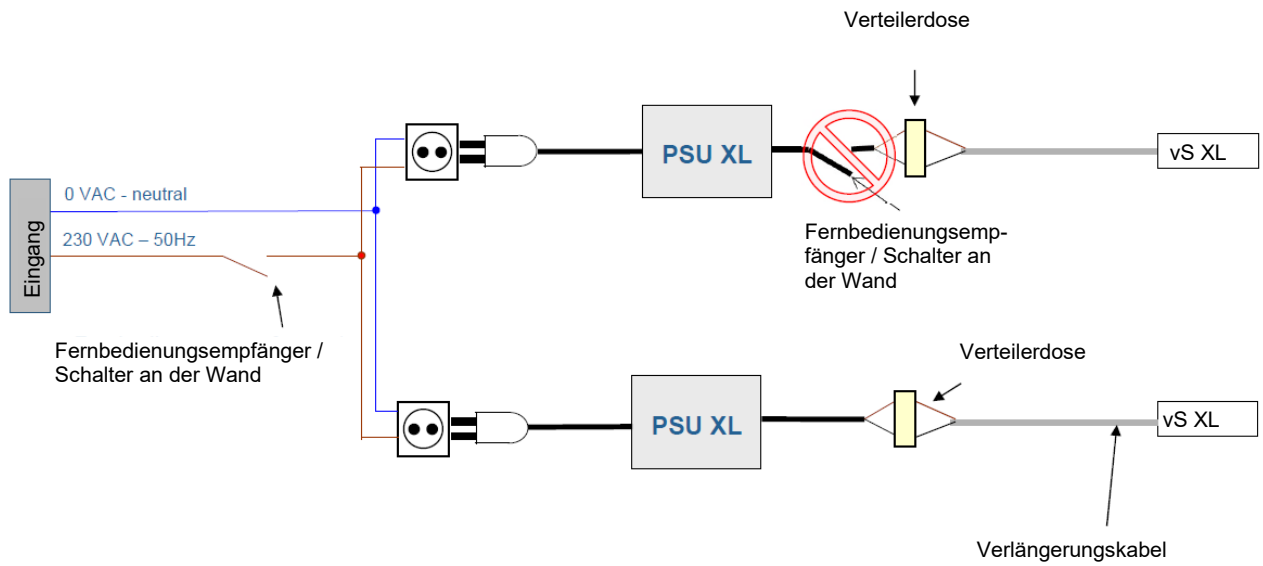 Verteilerdose
PSU XL
vS XL
0 VAC - neutral
Fernbedienungsemp-
fänger / Schalter an
der Wand
230 VAC – 50Hz
Eingang
Fernbedienungsempfänger /
Schalter an der Wand
Verteilerdose
PSU XL
vS XL
Verlängerungskabel